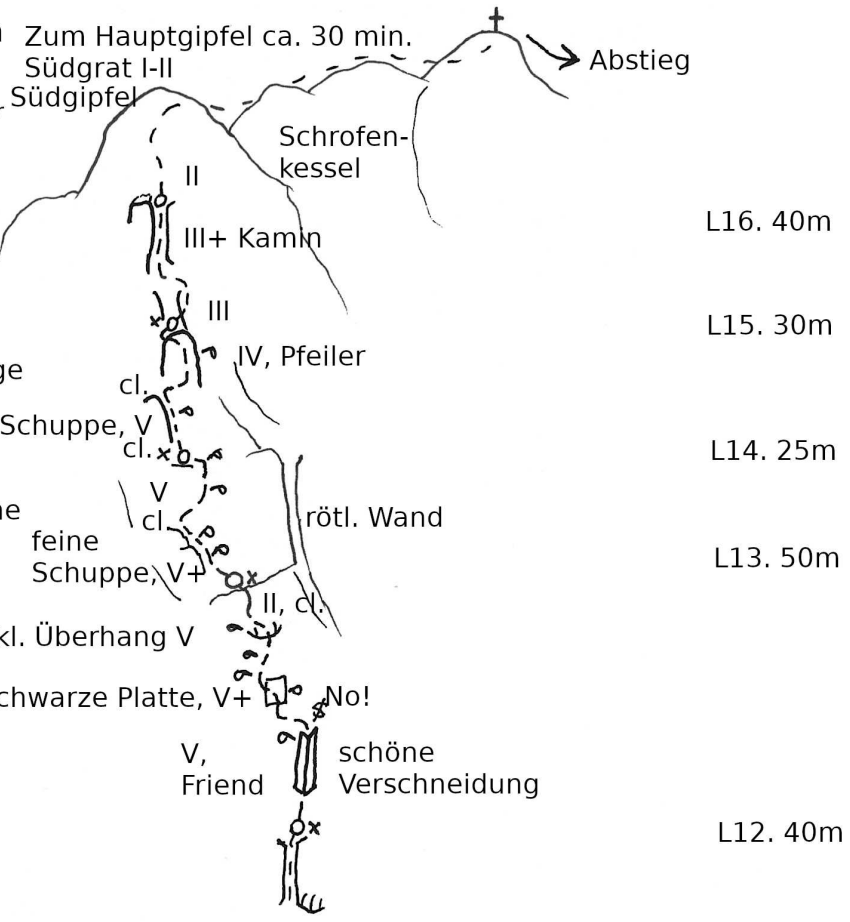 Zum Hauptgipfel ca. 30 min.
Südgrat I-II
Südgipfel
Abstieg
Schrofen-
kessel
II
L16. 40m
III+ Kamin
III
L15. 30m
IV, Pfeiler
cl.
Schuppe, V
cl.
L14. 25m
V
cl.
rötl. Wand
feine
Schuppe, V+
L13. 50m
II, cl.
kl. Überhang V
chwarze Platte, V+
No!
V,
Friend
schöne
Verschneidung
L12. 40m